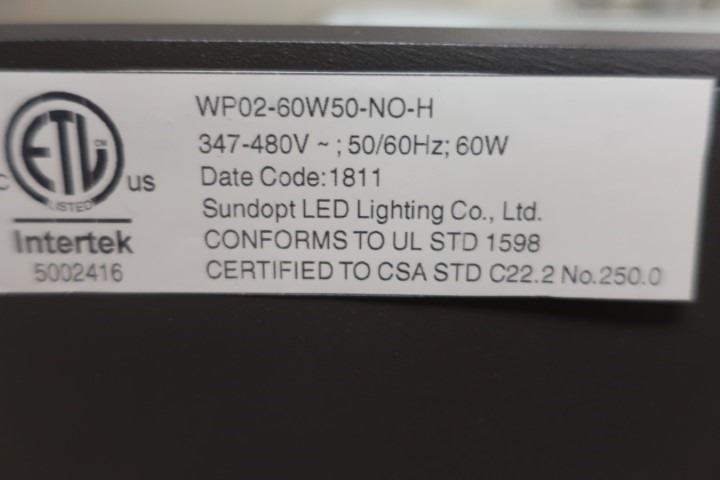 WP02-60W50-NO-H
347-480V ~ ; 50/60Hz; 60W
Date Code:1811
Sundopt LED Lighting Co., Ltd.
CONFORMS TO UL STD 1598
CERTIFIED TO CSA STD C22.2 No.250.0
ETL CM
LISTED
c us
Intertek
5002416